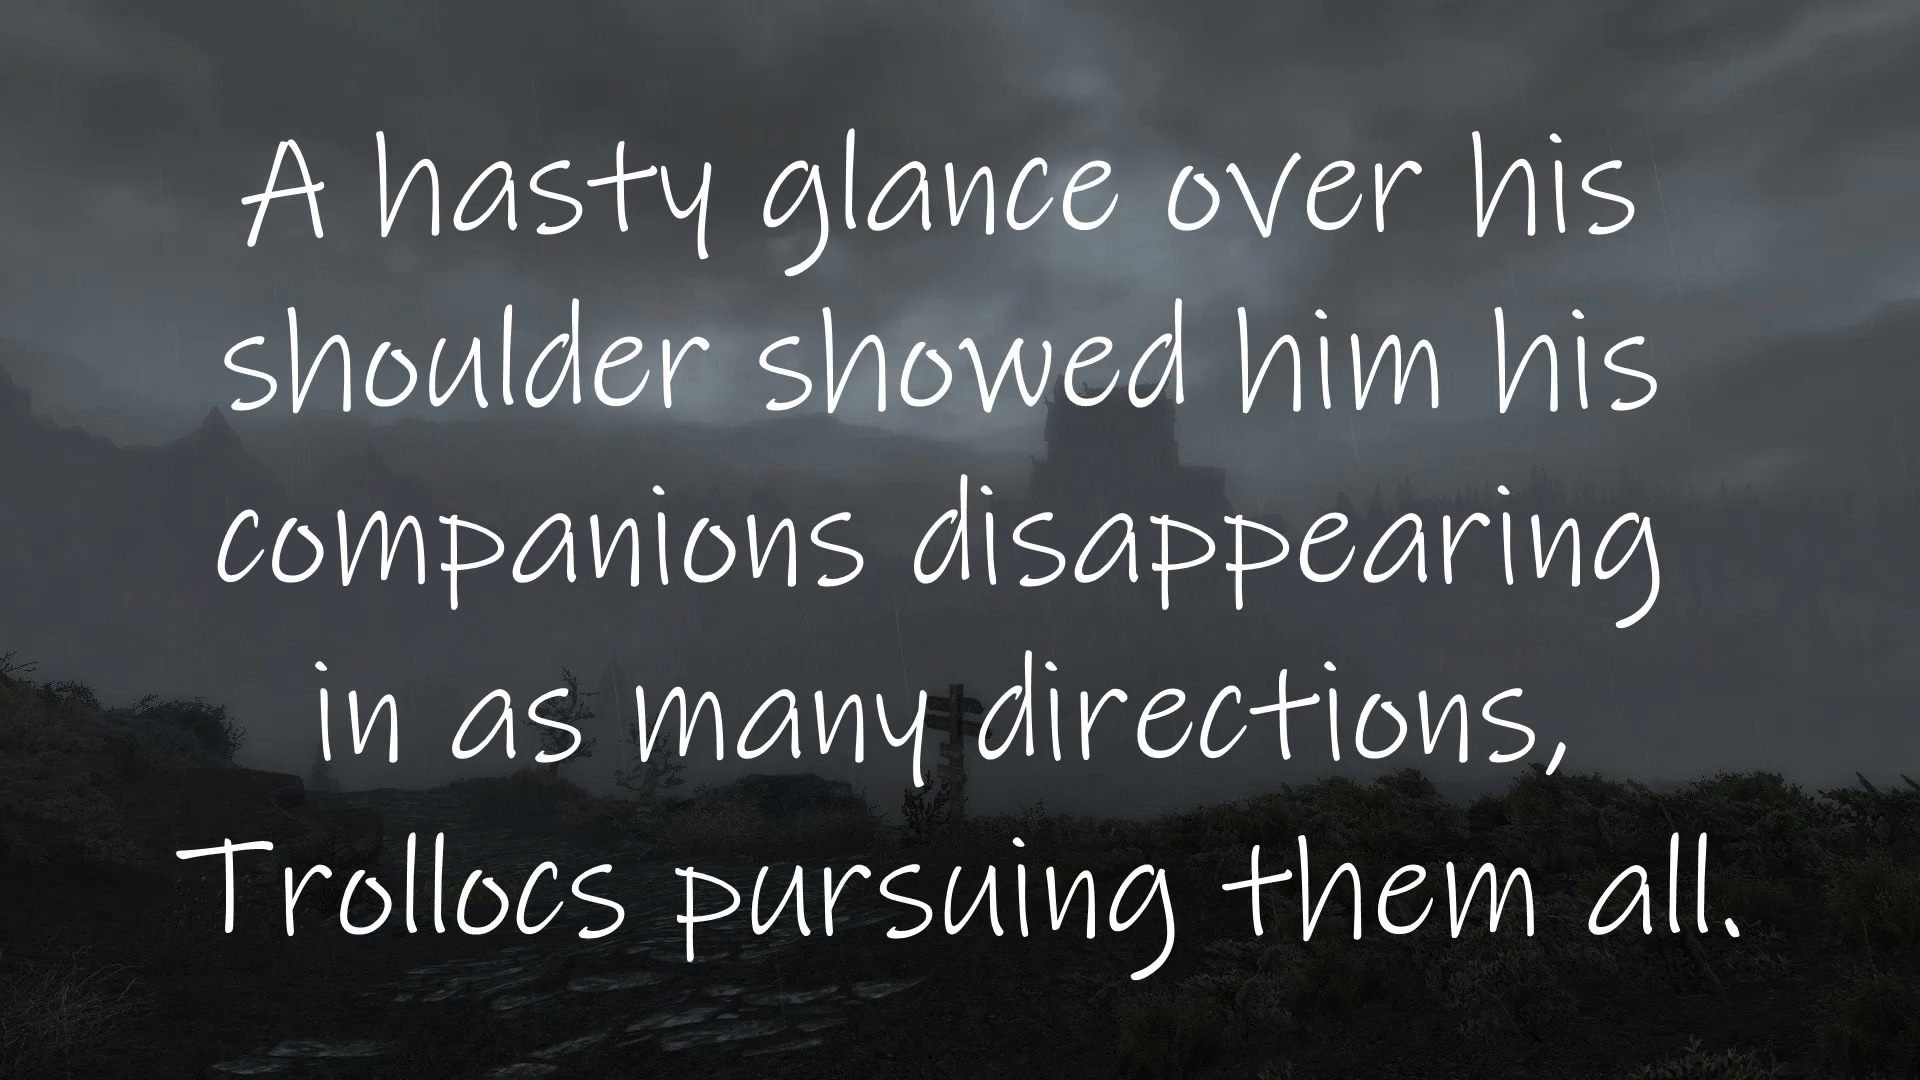 A hasty glance over his
shoulder showed him his
companions disappearing
in as many directions,
Trollocs pursuing them all.